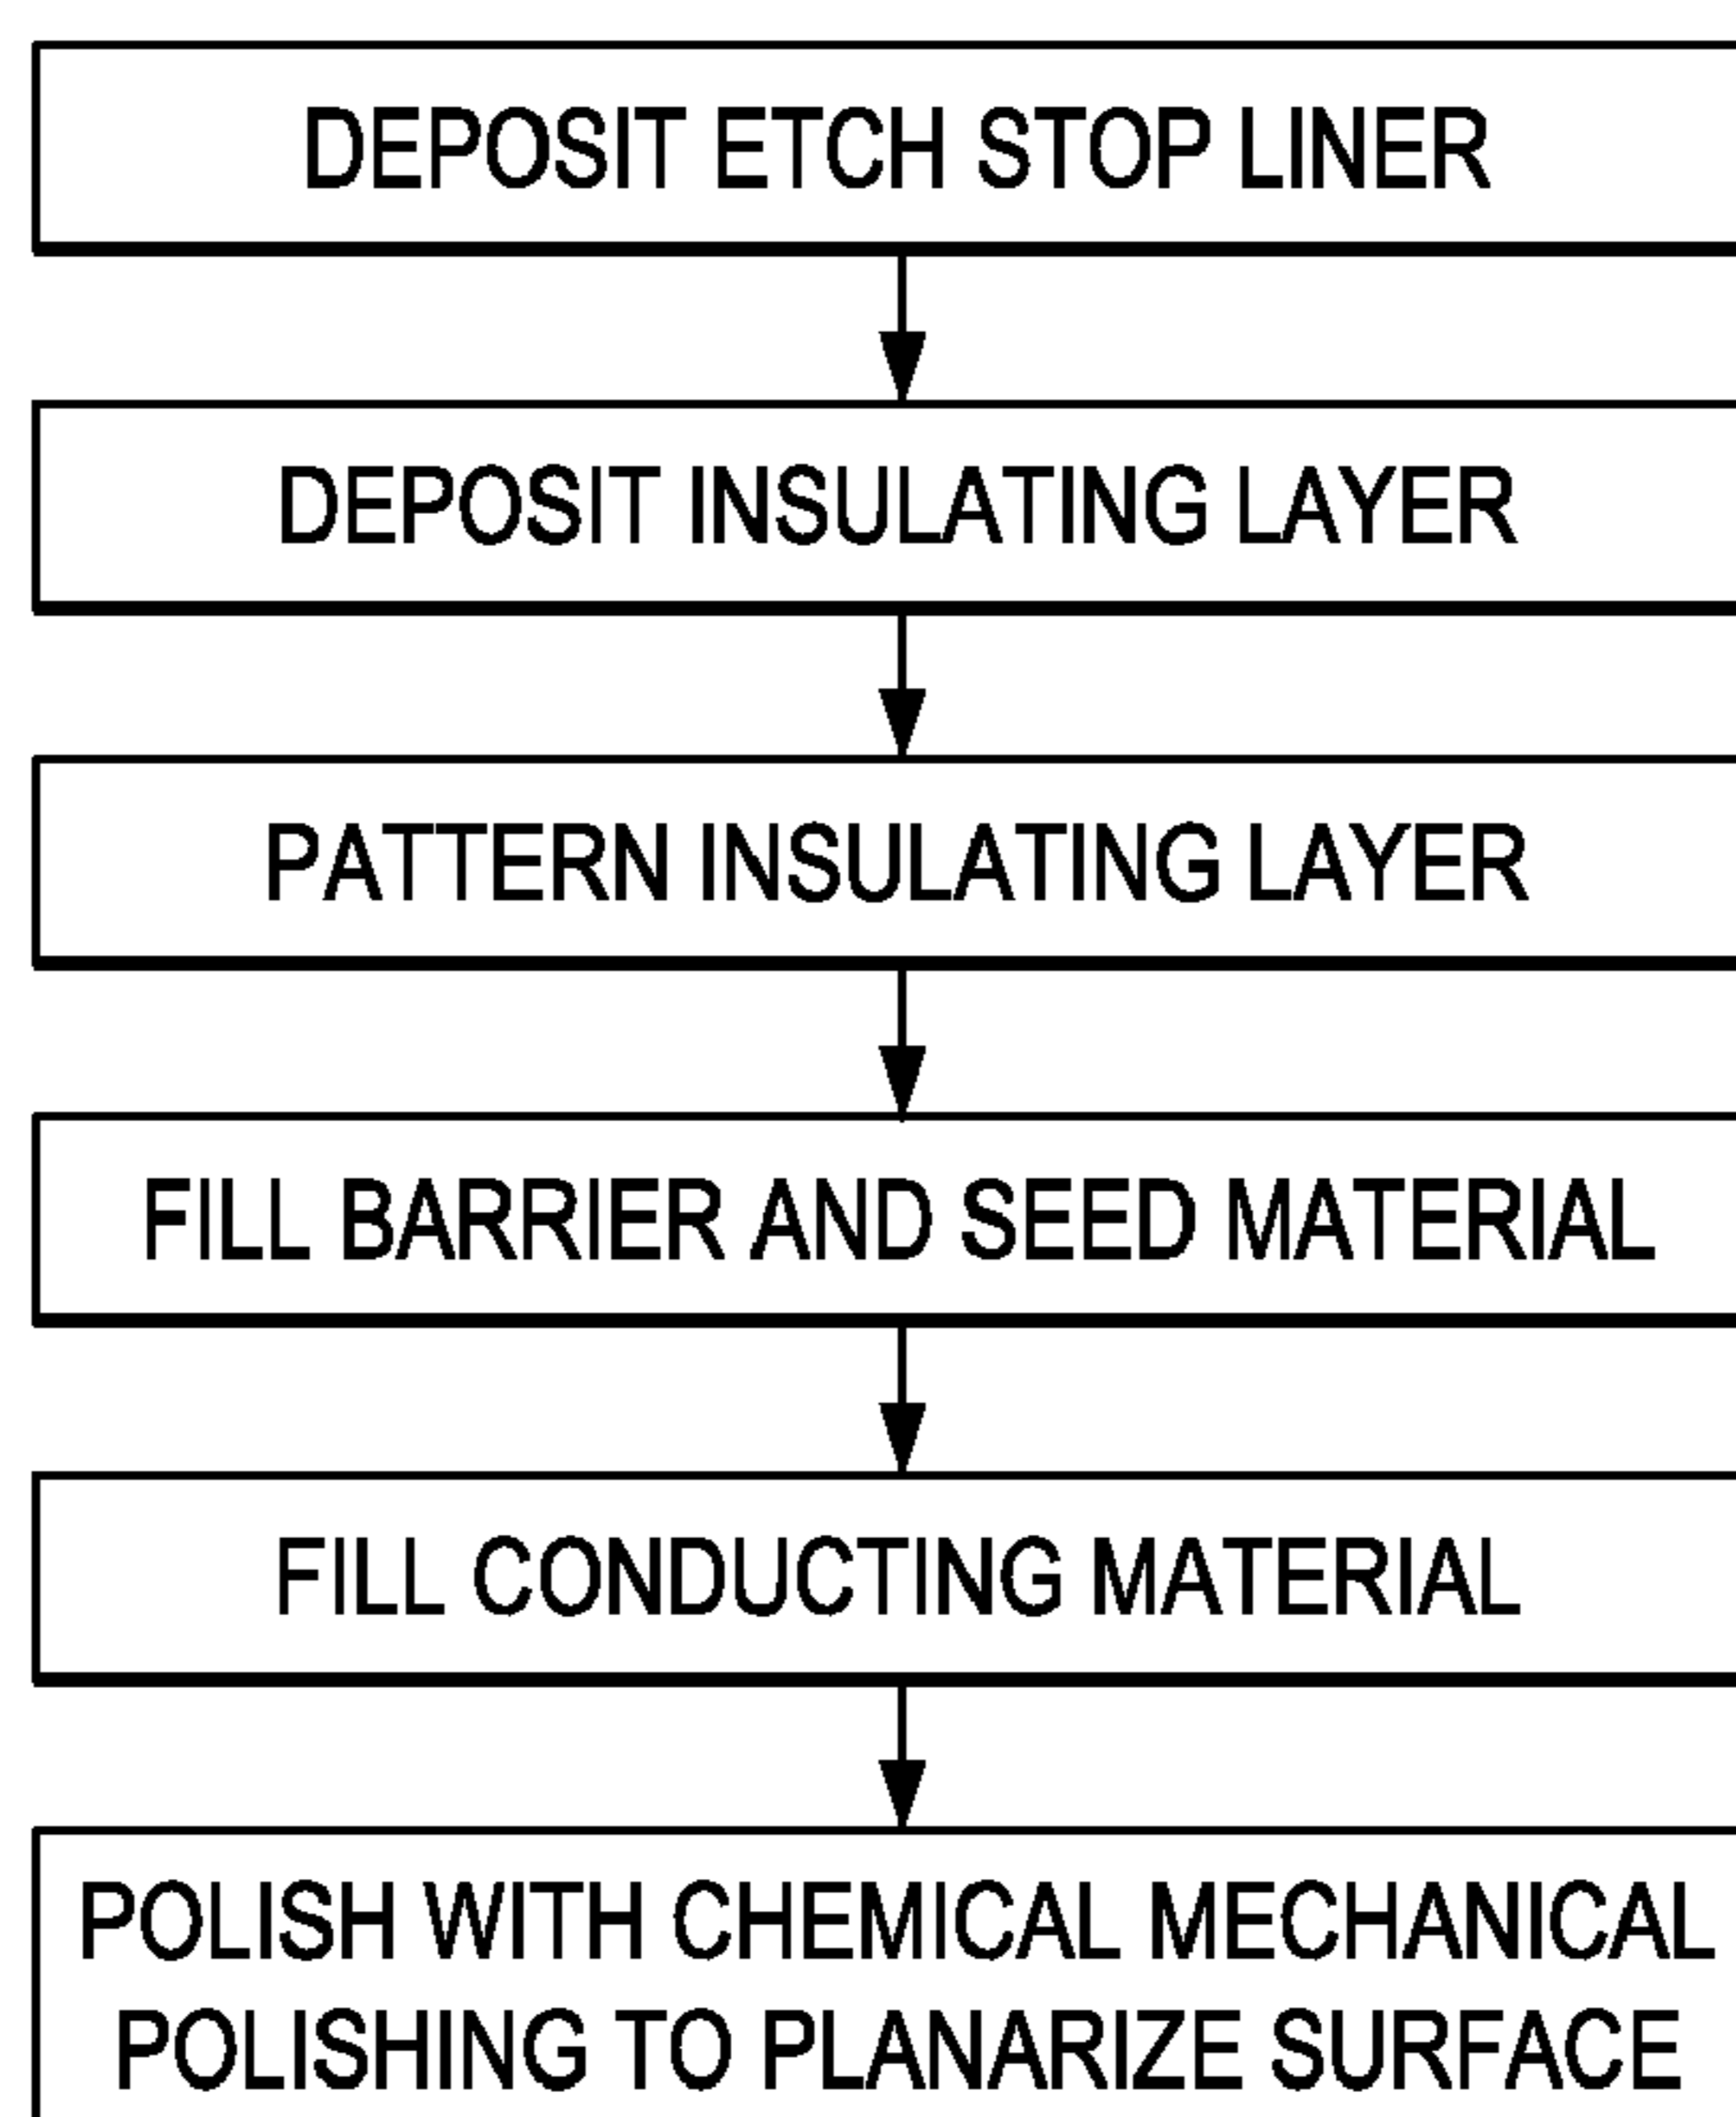 DEPOSIT ETCH STOP LINER
DEPOSIT INSULATING LAYER
PATTERN INSULATING LAYER
FILL BARRIER AND SEED MATERIAL
FILL CONDUCTING MATERIAL
POLISH WITH CHEMICAL MECHANICAL
POLISHING TO PLANARIZE SURFACE